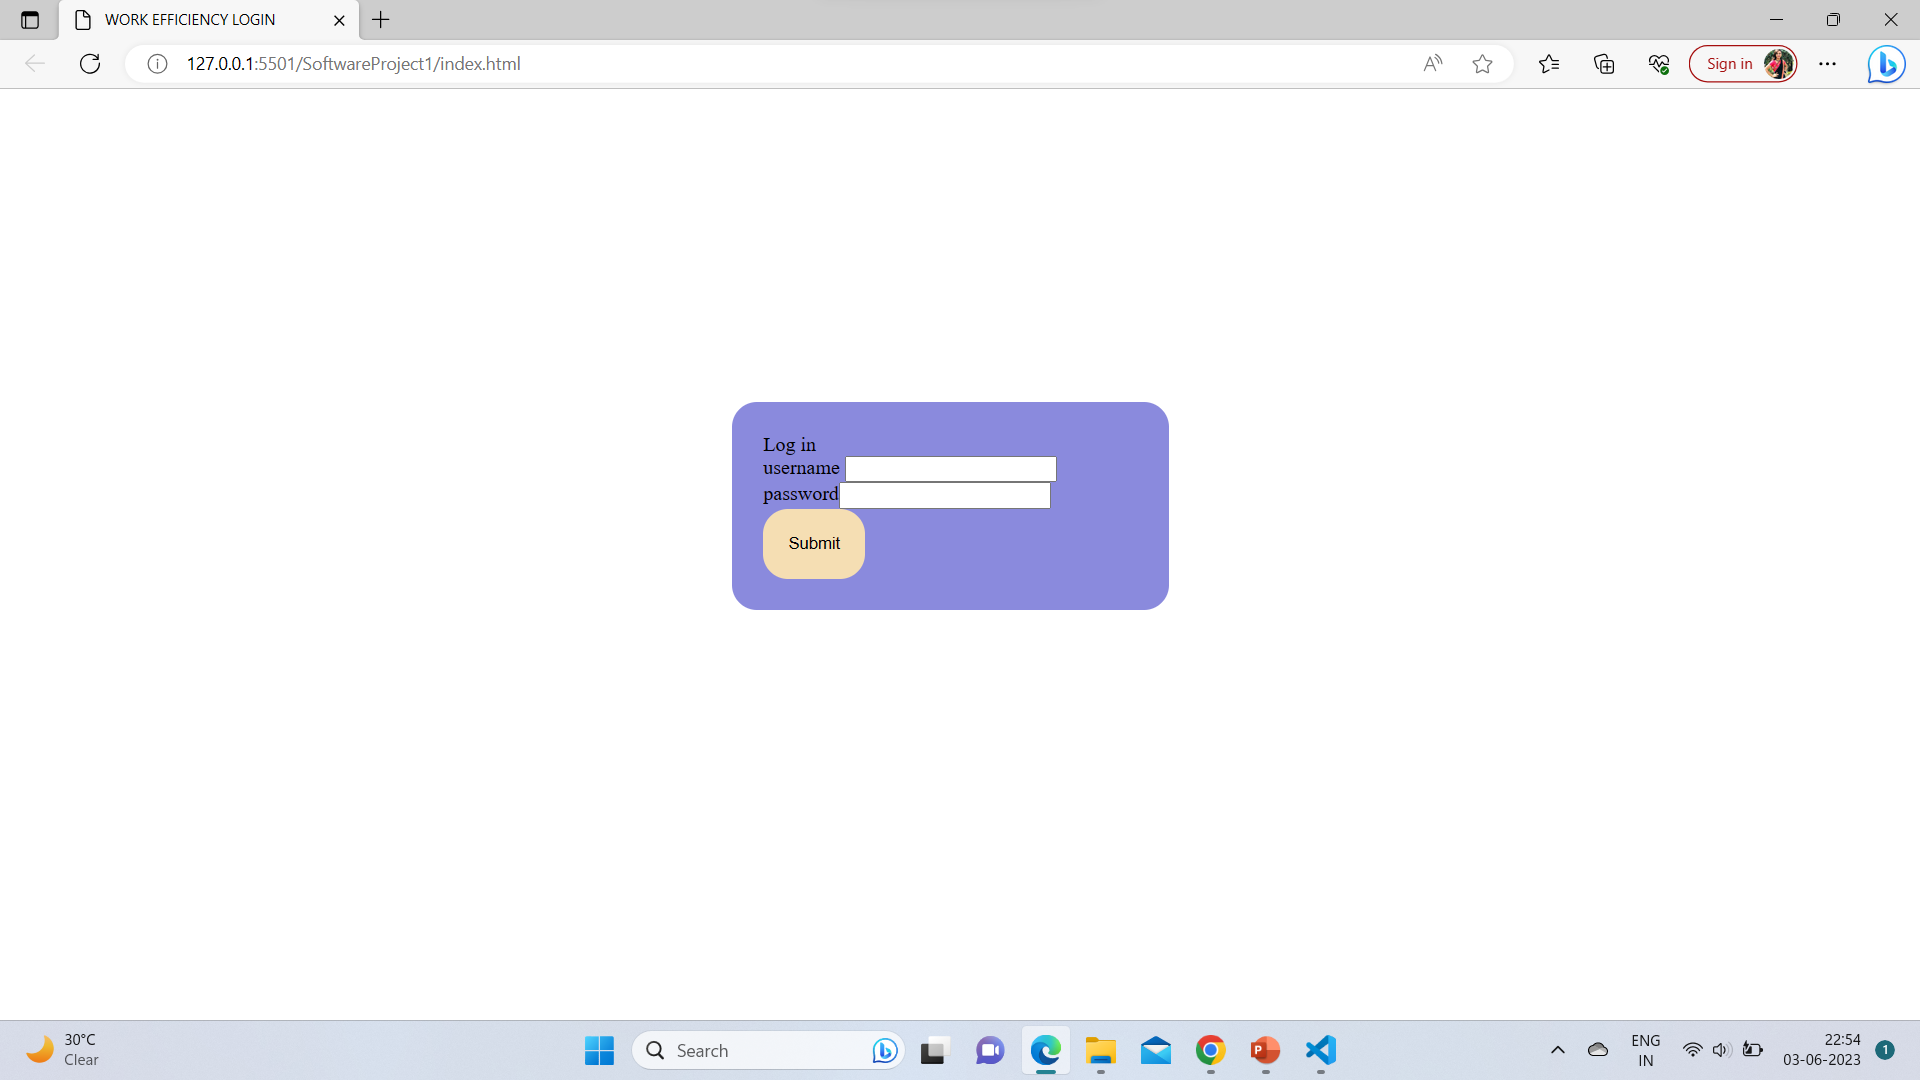 WORK EFFICIENCY LOGIN
127.0.0.1:5501/SoftwareProject1/index.html
Sign in
Log in
username
password
Submit
30°C
Clear
Search
ENG
IN
22:54
03-06-2023
1